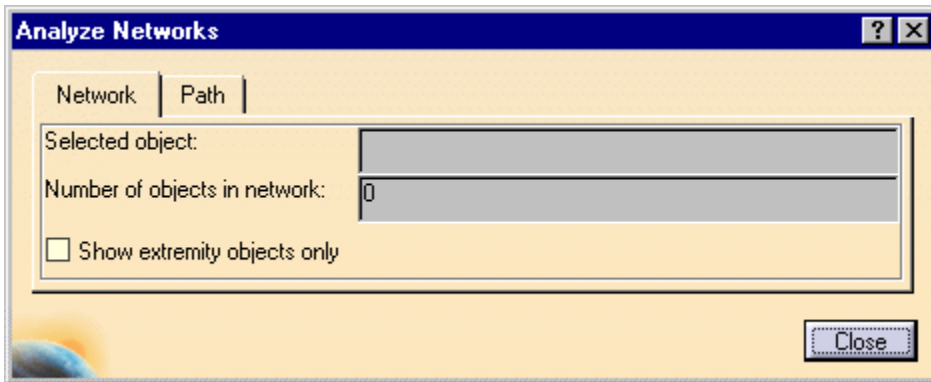 Analyze Networks
Network Path
Selected object:
Number of objects in network: 0
Show extremity objects only
Close